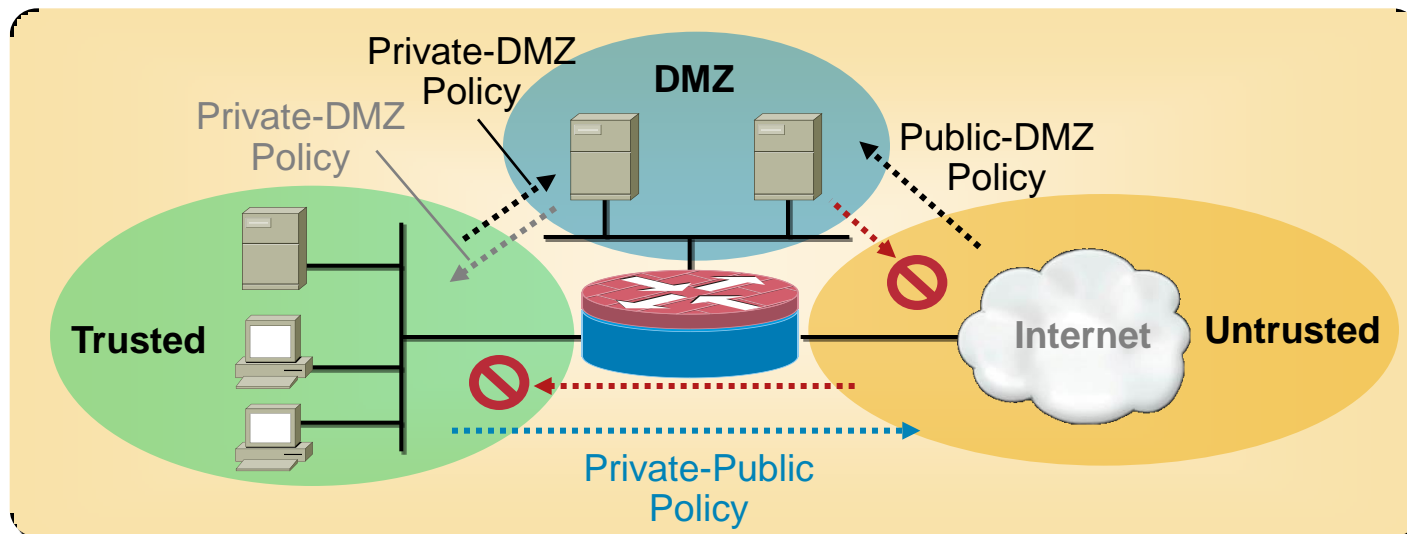 Private-DMZ
Policy
DMZ
Private-DMZ
Policy
Public-DMZ
Policy
Trusted
Internet
Untrusted
Private-Public
Policy